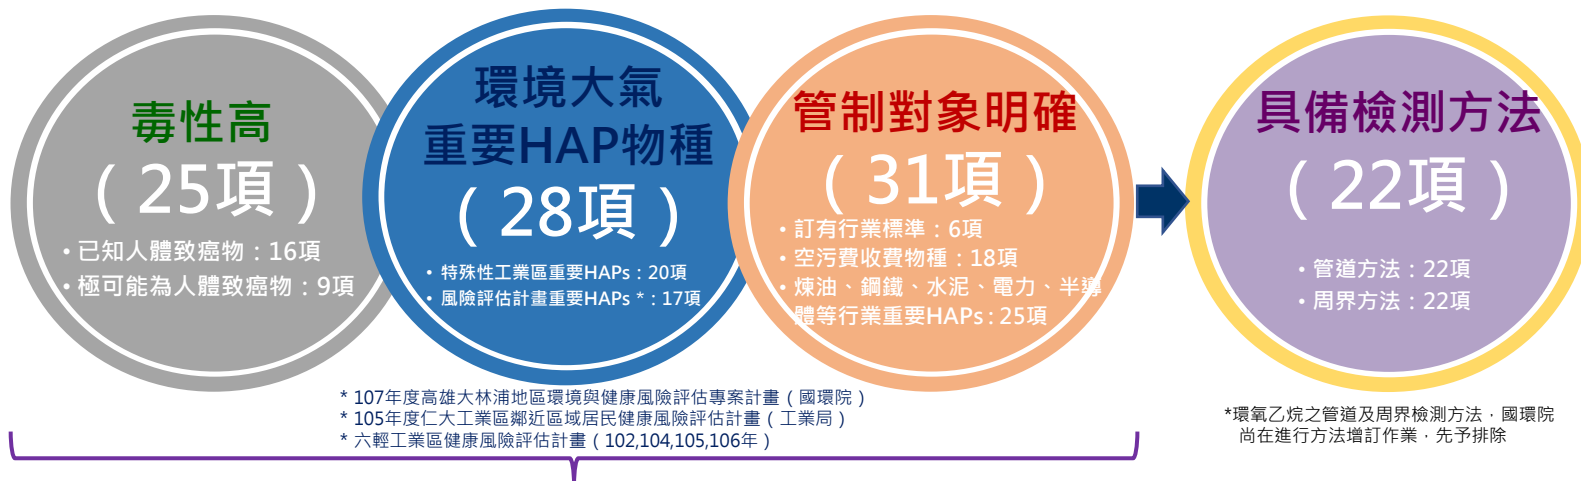 毒性高
（25項）
• 已知人體致癌物：16項
• 極可能為人體致癌物：9項
環境大氣
重要HAP物種
（28項）
• 特殊性工業區重要HAPs：20項
• 風險評估計畫重要HAPs *：17項
管制對象明確
（31項）
• 訂有行業標準：6項
• 空污費收費物種：18項
• 煉油、鋼鐵、水泥、電力、半導
體等行業重要HAPs：25項
具備檢測方法
（22項）
• 管道方法：22項
• 周界方法：22項
* 107年度高雄大林浦地區環境與健康風險評估專案計畫（國環院）
* 105年度仁大工業區鄰近區域居民健康風險評估計畫（工業局）
* 六輕工業區健康風險評估計畫（102,104,105,106年）
*環氧乙烷之管道及周界檢測方法，國環院
尚在進行方法增訂作業，先予排除